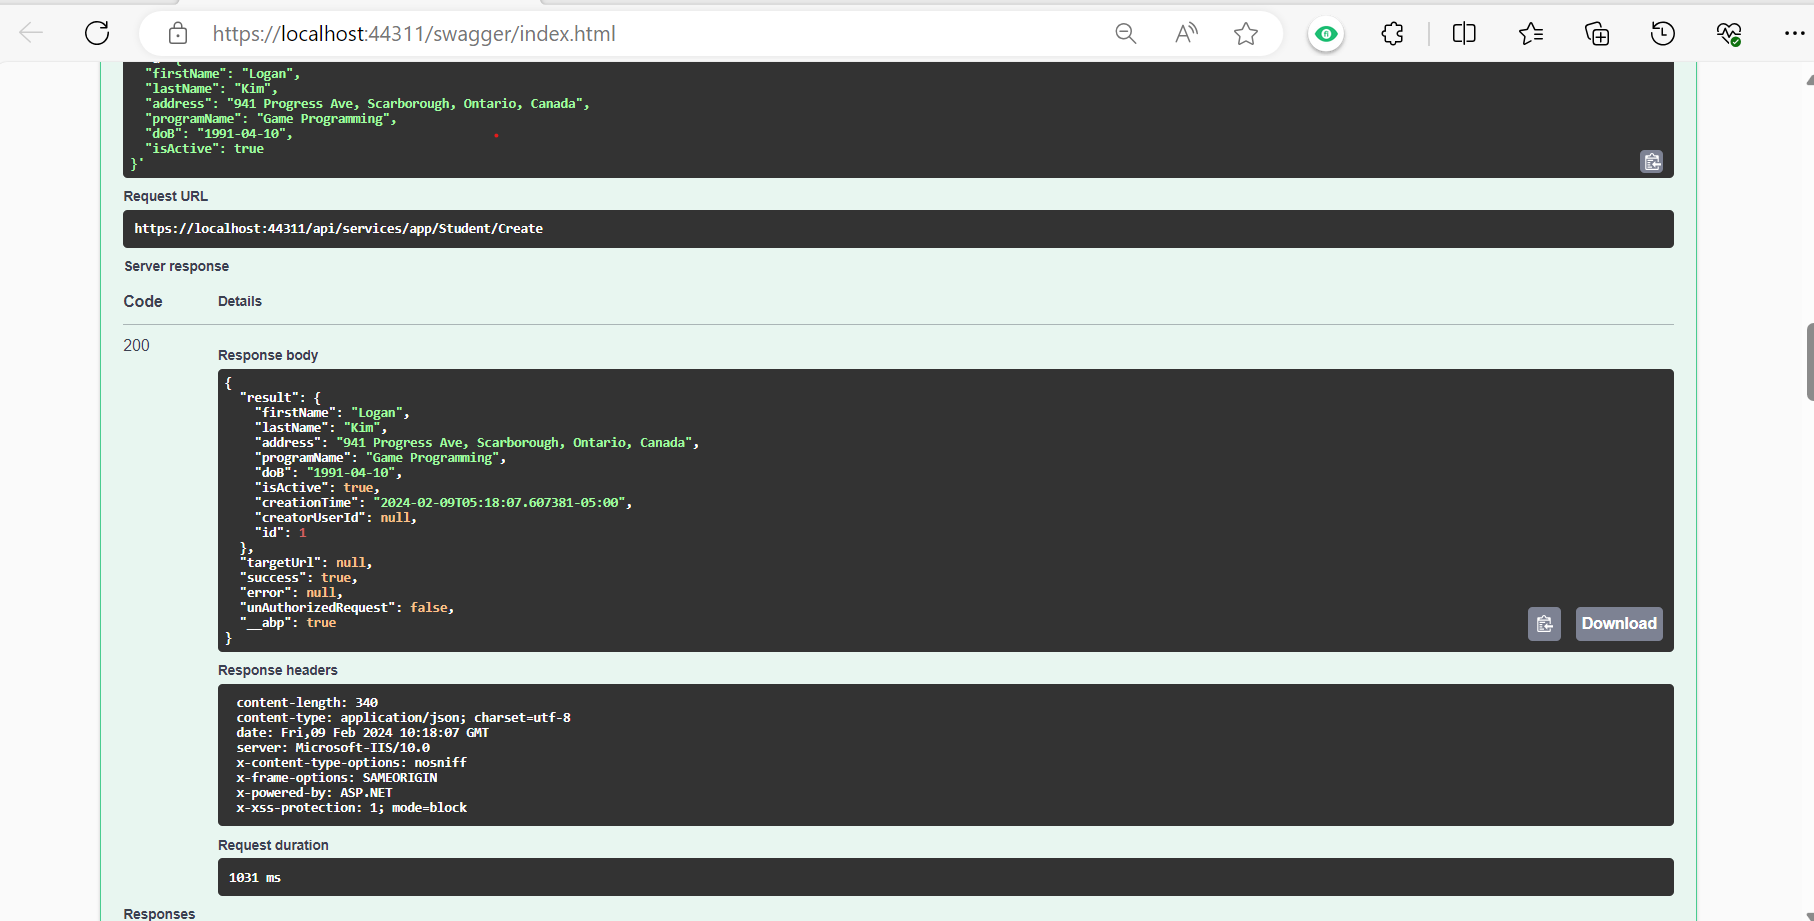 https://localhost:44311/swagger/index.html
"firstName": "Logan",
"lastName": "Kim",
"address": "941 Progress Ave, Scarborough, Ontario, Canada",
"programName": "Game Programming",
"doB": "1991-04-10",
"isActive": true
}'
Request URL
https://localhost:44311/api/services/app/Student/Create
Server response
Code Details
200
Response body
{
"result": {
"firstName": "Logan",
"lastName": "Kim",
"address": "941 Progress Ave, Scarborough, Ontario, Canada",
"programName": "Game Programming",
"doB": "1991-04-10",
"isActive": true,
"creationTime": "2024-02-09T05:18:07.607381-05:00",
"creatorUserId": null,
"id": 1
},
"targetUrl": null,
"success": true,
"error": null,
"unAuthorizedRequest": false,
"__abp": true
}
Download
Response headers
content-length: 340
content-type: application/json; charset=utf-8
date: Fri,09 Feb 2024 10:18:07 GMT
server: Microsoft-IIS/10.0
x-content-type-options: nosniff
x-frame-options: SAMEORIGIN
x-powered-by: ASP.NET
x-xss-protection: 1; mode=block
Request duration
1031 ms
Responses